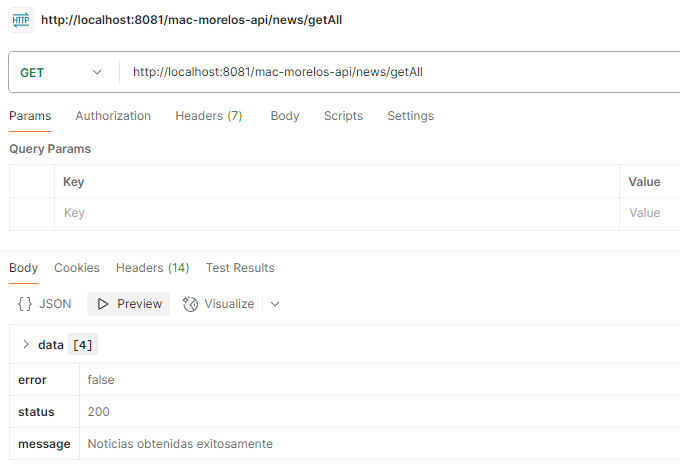 HTTP http://localhost:8081/mac-morelos-api/news/getAll
GET http://localhost:8081/mac-morelos-api/news/getAll
Params Authorization Headers (7) Body Scripts Settings
Query Params
Key Value
Key Value
Body Cookies Headers (14) Test Results
{} JSON Preview Visualize
data [4]
error false
status 200
message Noticias obtenidas exitosamente